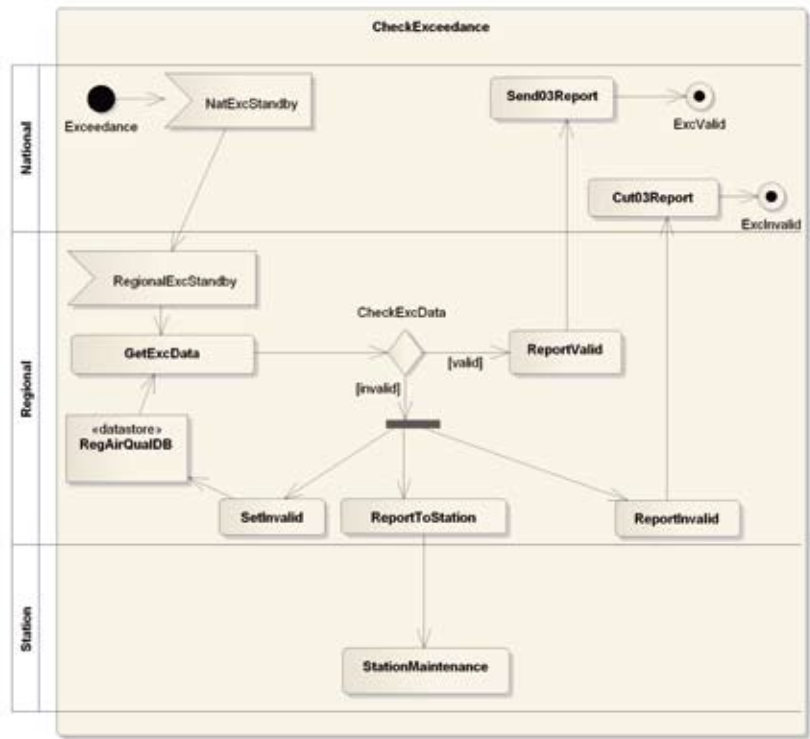 CheckExceedance
National
Exceedance
NatExcStandby
Send03Report
ExcValid
Cut03Report
ExcInvalid
Regional
RegionalExcStandby
GetExcData
CheckExcData
[valid]
ReportValid
[invalid]
«datastore»
RegAirQualDB
SetInvalid
ReportToStation
ReportInvalid
Station
StationMaintenance